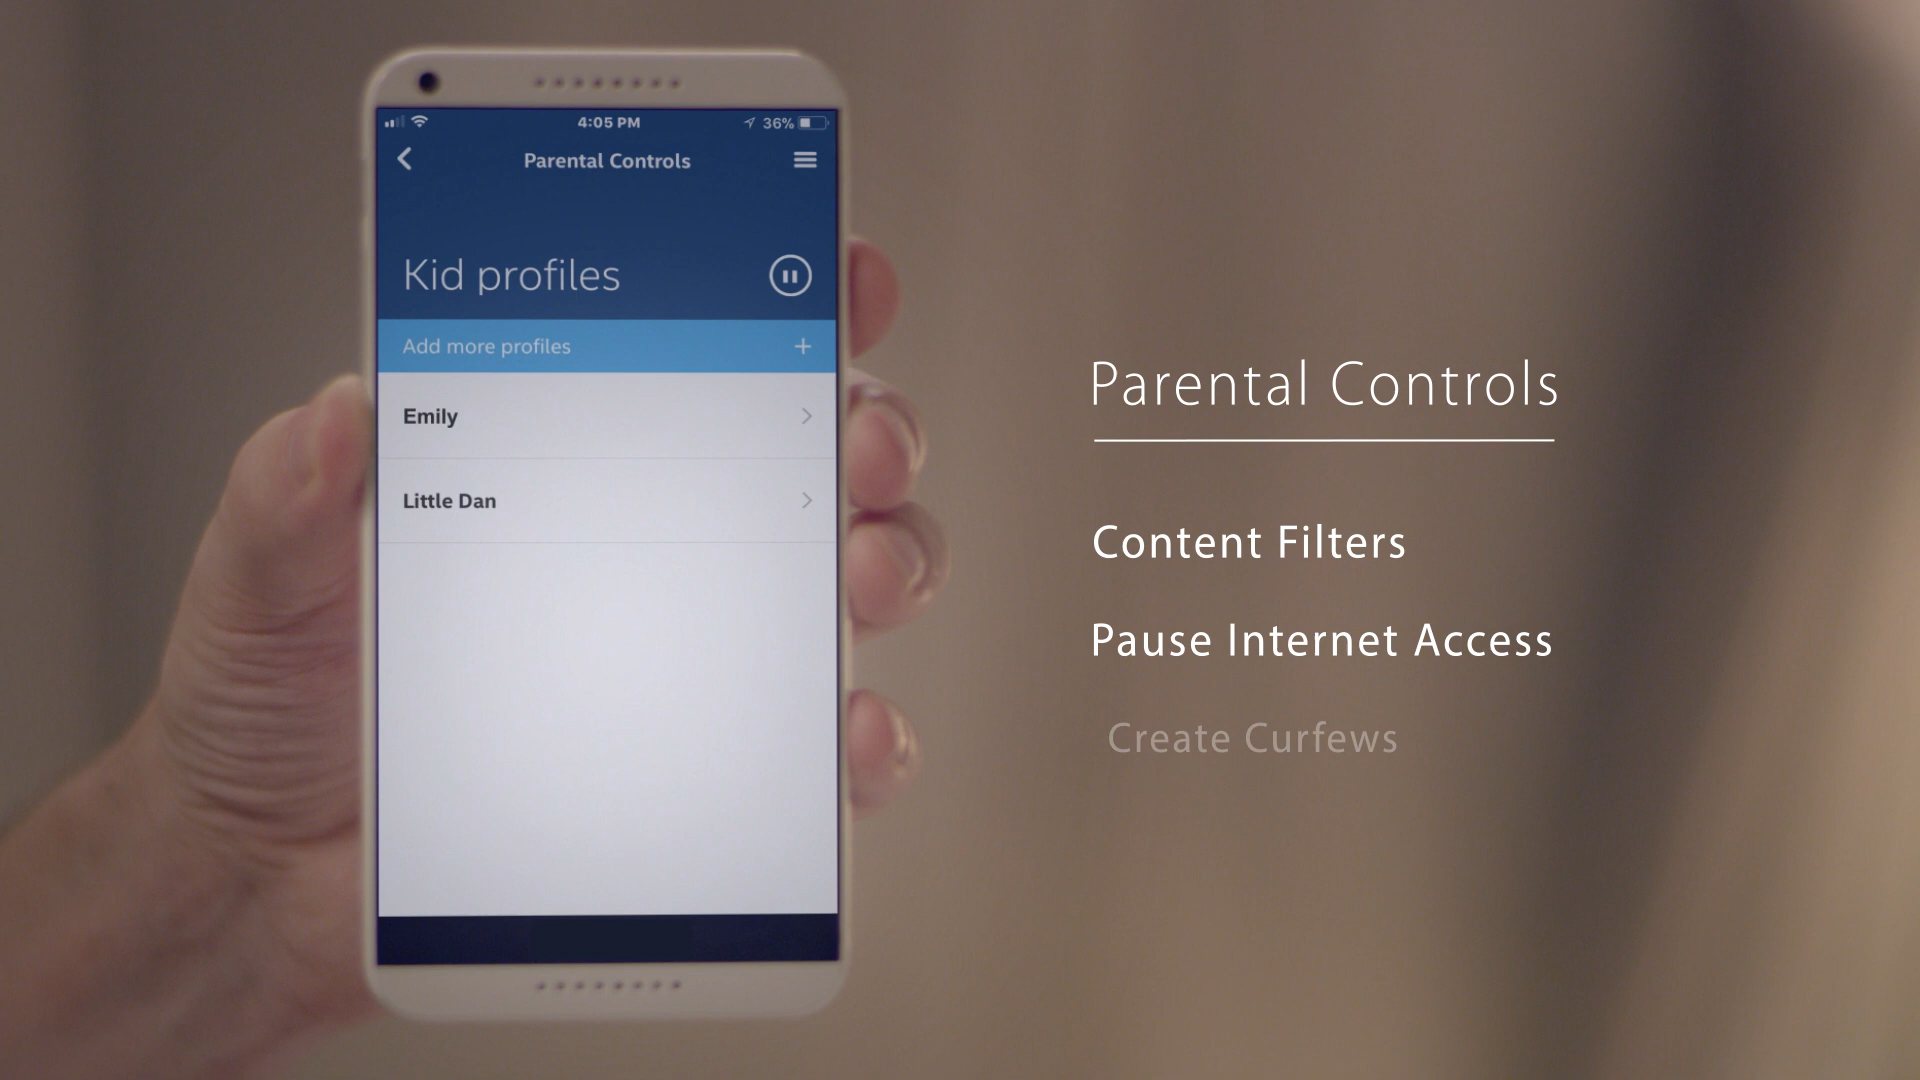 4:05 PM
36%
Parental Controls
Kid profiles
Add more profiles +
Emily
Little Dan
Parental Controls
Content Filters
Pause Internet Access
Create Curfews